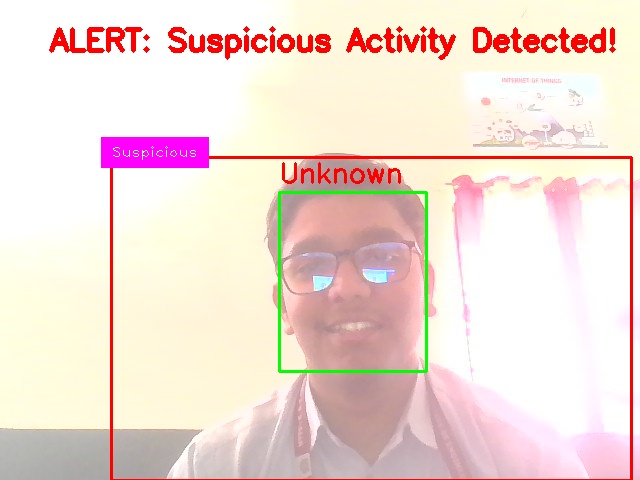 ALERT: Suspicious Activity Detected!
INTERNET OF THINGS
Suspicious
Unknown